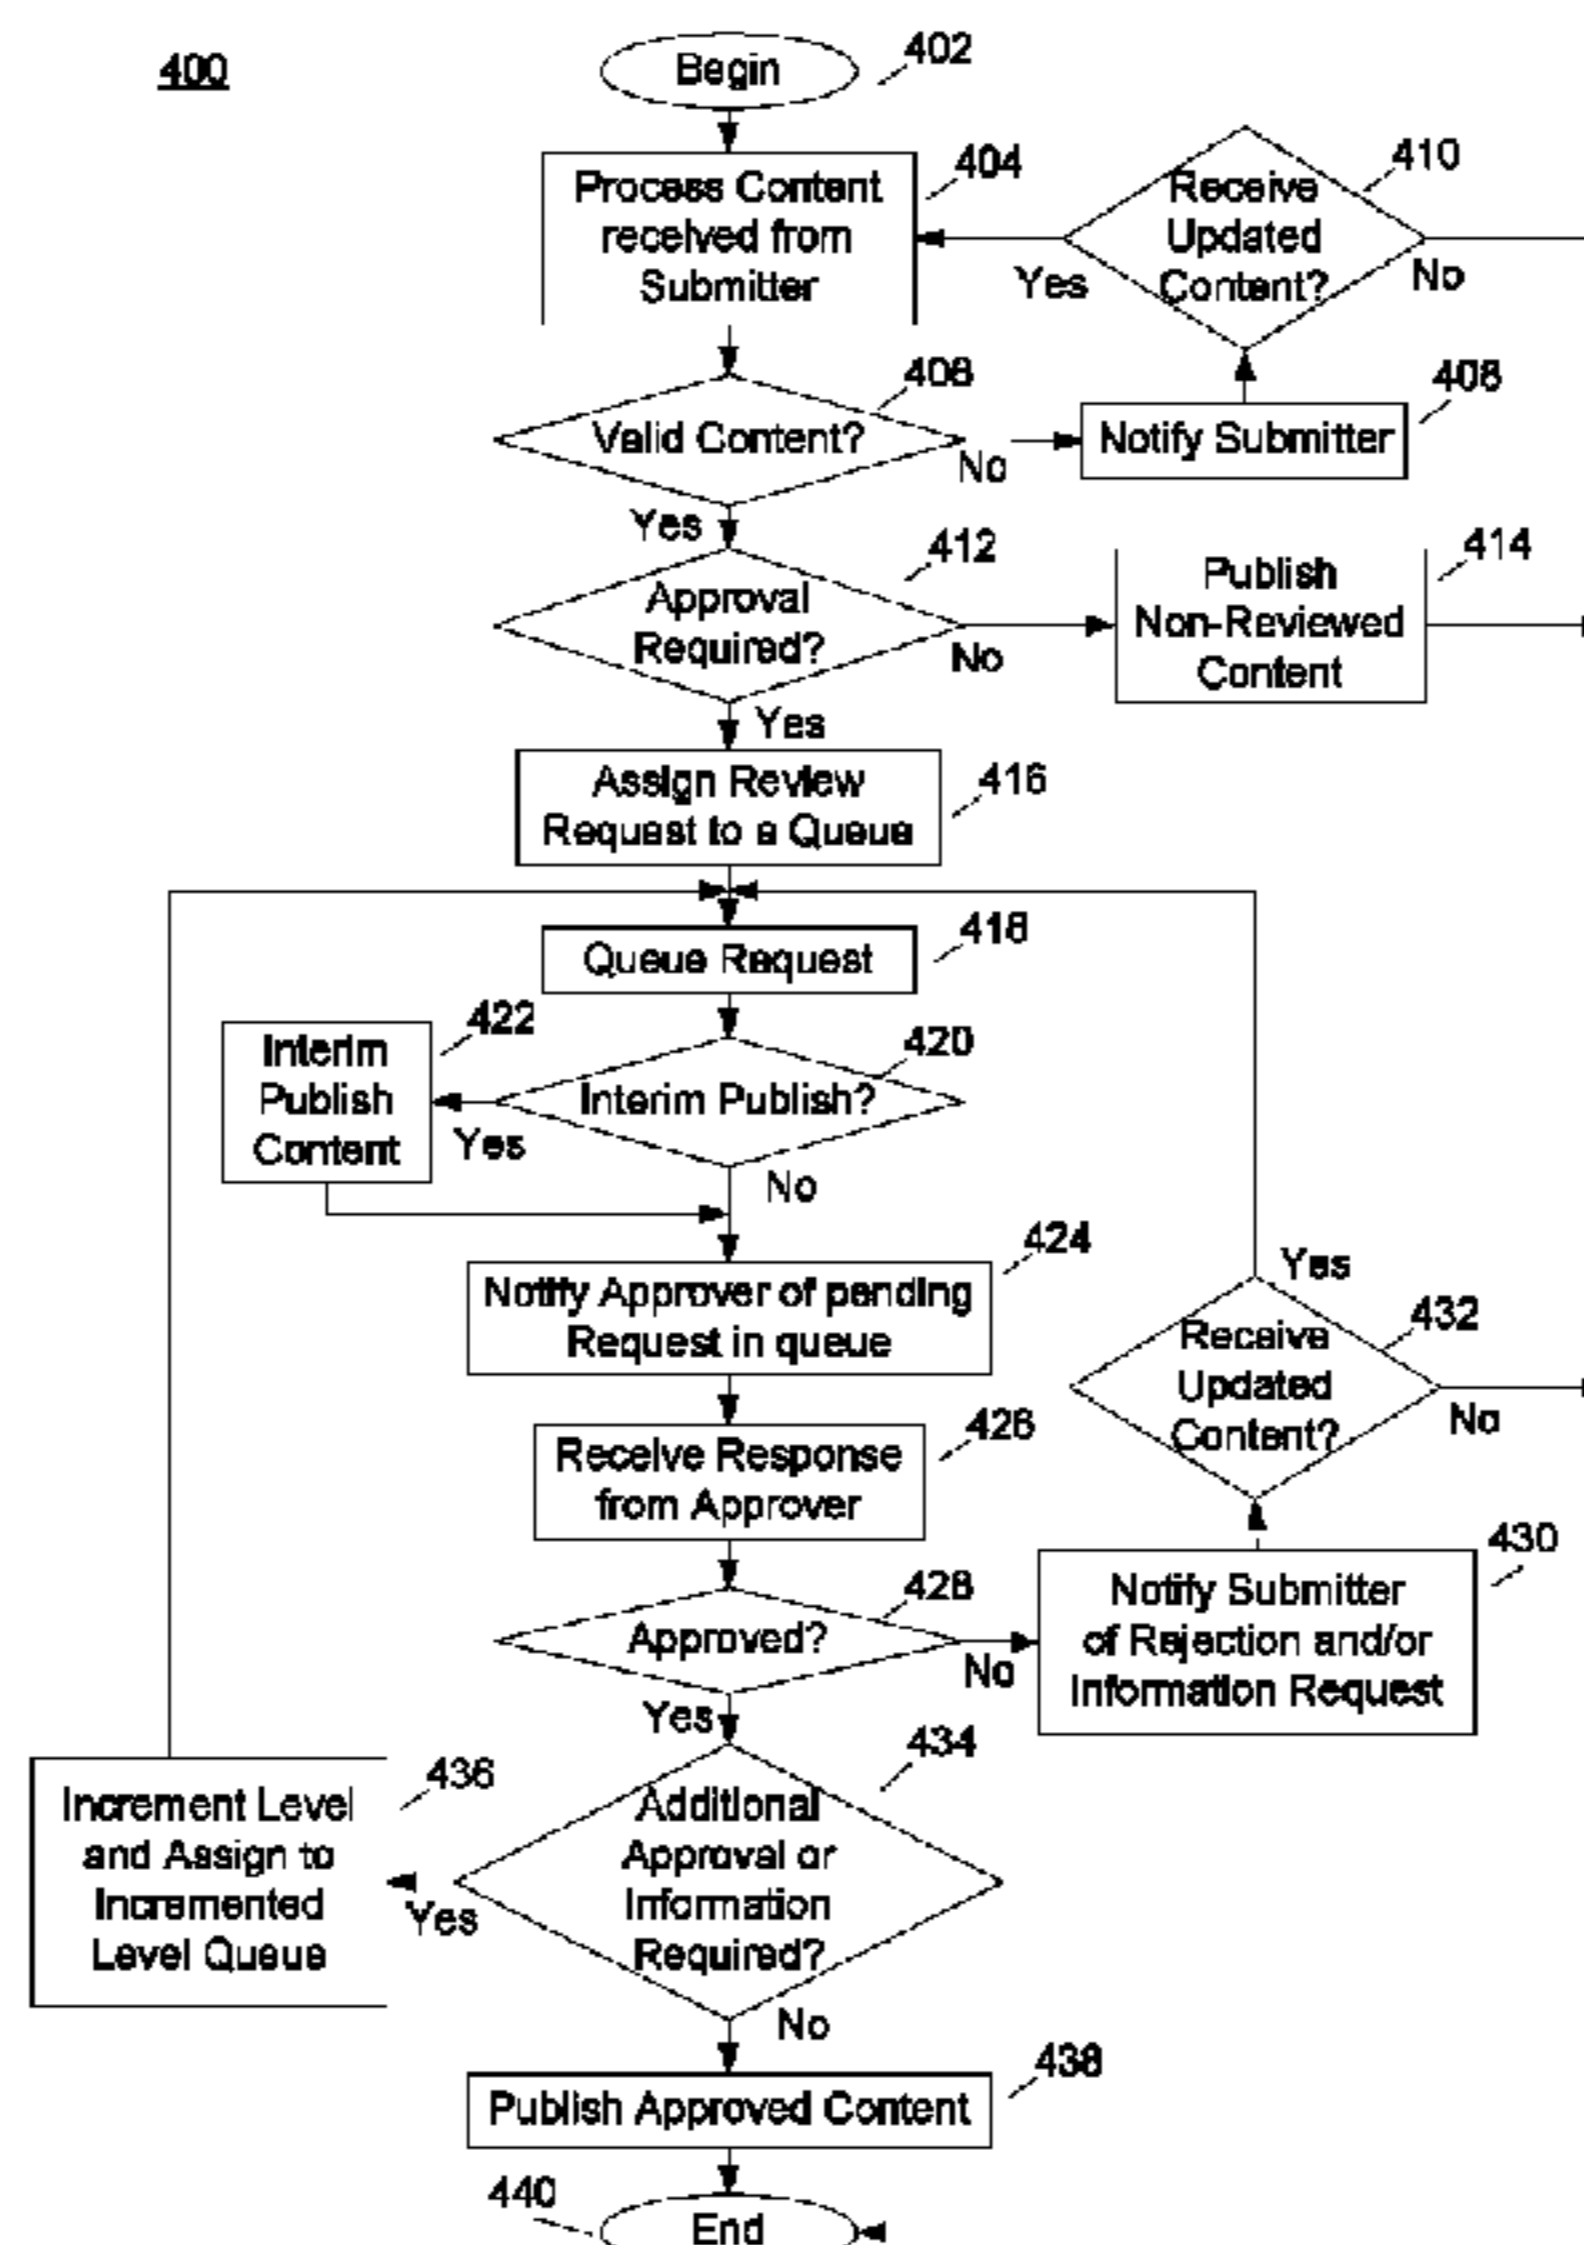 400
Begin
402
Process Content
received from
Submitter
404
Receive
Updated
Content?
410
Yes
No
Valid Content?
406
No
Notify Submitter
408
Yes
Approval
Required?
412
No
Publish
Non-Reviewed
Content
414
Yes
Assign Review
Request to a Queue
416
Queue Request
418
Interim
Publish
Content
422
Interim Publish?
420
Yes
No
Notify Approver of pending
Request in queue
424
Yes
Receive
Updated
Content?
432
No
Receive Response
from Approver
426
Approved?
428
No
Notify Submitter
of Rejection and/or
Information Request
430
Yes
Increment Level
and Assign to
Incremented
Level Queue
436
Yes
Additional
Approval or
Information
Required?
434
No
Publish Approved Content
438
440
End